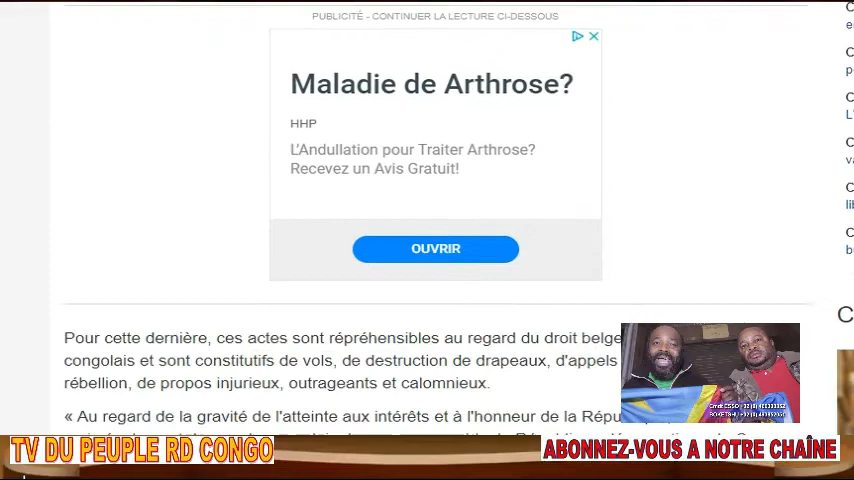 PUBLICITÉ - CONTINUER LA LECTURE CI-DESSOUS
Maladie de Arthrose?
HHP
L'Andullation pour Traiter Arthrose?
Recevez un Avis Gratuit!
OUVRIR
Pour cette dernière, ces actes sont répréhensibles au regard du droit belge
congolais et sont constitutifs de vols, de destruction de drapeaux, d'appels
rébellion, de propos injurieux, outrageants et calomnieux.
« Au regard de la gravité de l'atteinte aux intérêts et à l'honneur de la Répu
TV DU PEUPLE RD CONGO
ABONNEZ-VOUS A NOTRE CHAÎNE